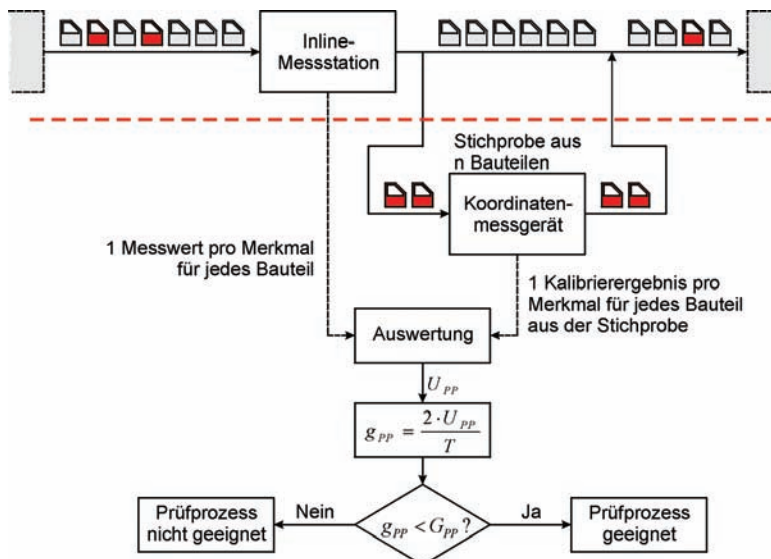 Inline-
Messstation
Stichprobe aus
n Bauteilen
Koordinaten-
messgerät
1 Messwert pro Merkmal
für jedes Bauteil
1 Kalibrierergebnis pro
Merkmal für jedes Bauteil
aus der Stichprobe
Auswertung
U_PP
g_PP = 2 · U_PP / T
Nein
g_PP < G_PP ?
Ja
Prüfprozess
nicht geeignet
Prüfprozess
geeignet